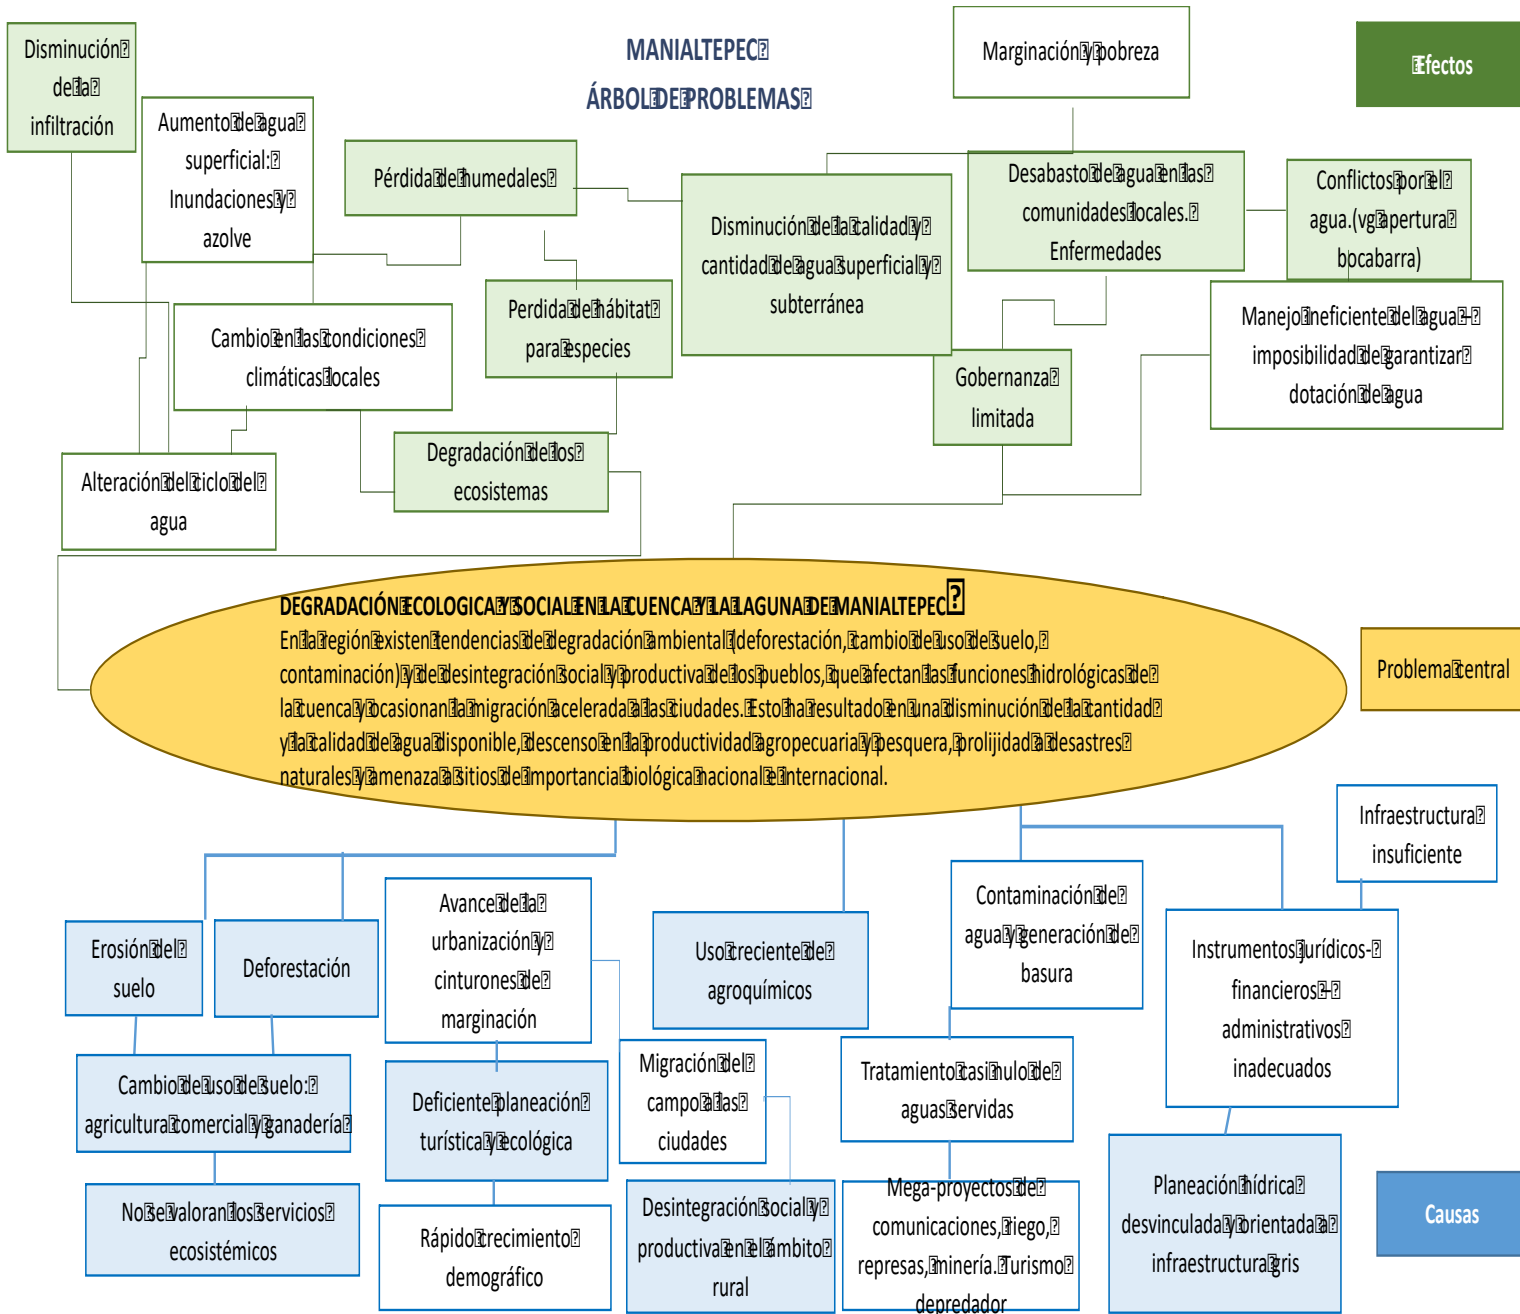 MANIALTEPEC
ÁRBOL DE PROBLEMAS
Efectos
Disminución
de la
infiltración
Aumento de agua
superficial:
Inundaciones y
azolve
Pérdida de humedales
Marginación y pobreza
Disminución de la calidad y
cantidad de agua superficial y
subterránea
Desabasto de agua en las
comunidades locales.
Enfermedades
Conflictos por el
agua.(vg apertura
bocabarra)
Cambio en las condiciones
climáticas locales
Perdida de hábitat
para especies
Gobernanza
limitada
Manejo ineficiente del agua –
imposibilidad de garantizar
dotación de agua
Alteración del ciclo del
agua
Degradación de los
ecosistemas
DEGRADACIÓN ECOLOGICA Y SOCIAL EN LA CUENCA Y LA LAGUNA DE MANIALTEPEC
En la región existen tendencias de degradación ambiental (deforestación, cambio de uso de suelo,
contaminación) y de desintegración social y productiva de los pueblos, que afectan las funciones hidrológicas de
la cuenca y ocasionan la migración acelerada a las ciudades. Esto ha resultado en una disminución de la cantidad
y la calidad de agua disponible, descenso en la productividad agropecuaria y pesquera, prolijidad a desastres
naturales y amenaza a sitios de importancia biológica nacional e internacional.
Problema central
Infraestructura
insuficiente
Erosión del
suelo
Deforestación
Avance de la
urbanización y
cinturones de
marginación
Uso creciente de
agroquímicos
Contaminación de
agua y generación de
basura
Instrumentos jurídicos-
financieros –
administrativos
inadecuados
Cambio de uso de suelo:
agricultura comercial y ganadería
Deficiente planeación
turística y ecológica
Migración del
campo a las
ciudades
Tratamiento casi nulo de
aguas servidas
Planeación hídrica
desvinculada y orientada a
infraestructura gris
No se valoran los servicios
ecosistémicos
Rápido crecimiento
demográfico
Desintegración social y
productiva en el ámbito
rural
Mega-proyectos de
comunicaciones, riego,
represas, minería. Turismo
depredador
Causas